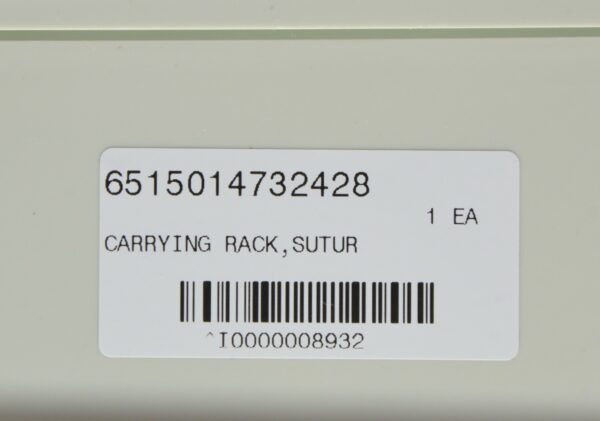 6515014732428
1 EA
CARRYING RACK,SUTUR
^I0000008932